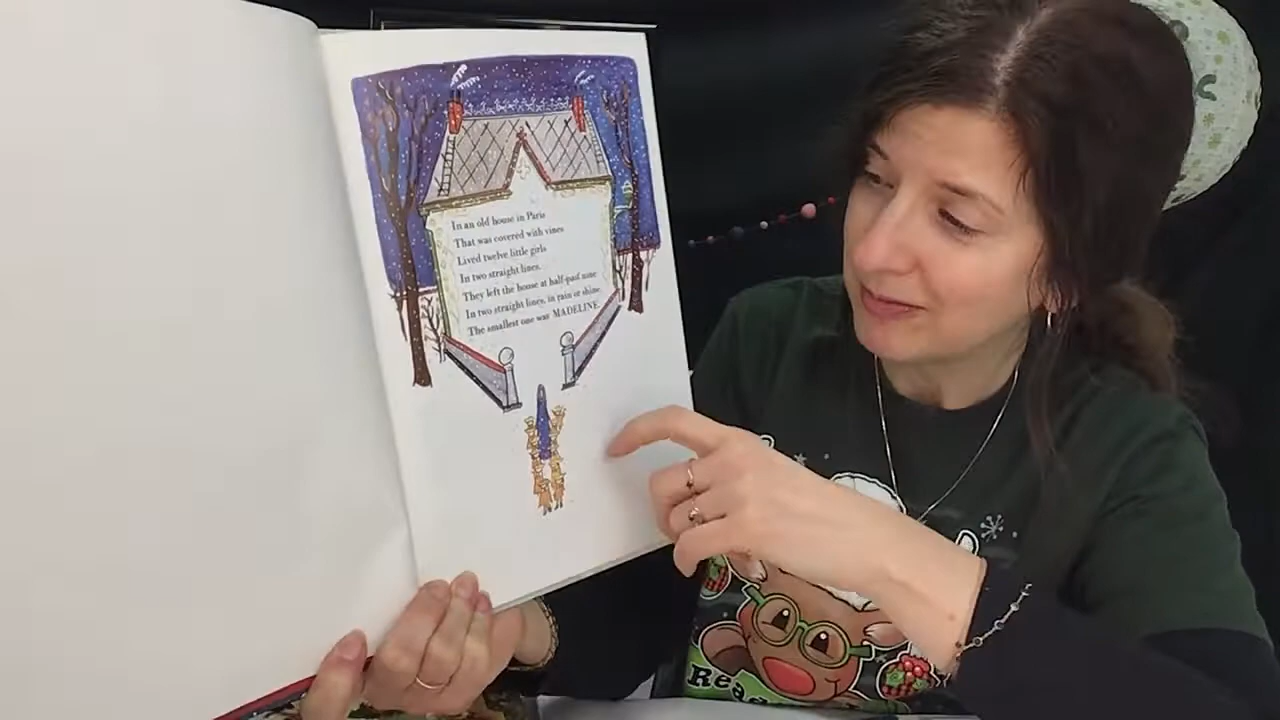 In an old house in Paris
That was covered with vines
Lived twelve little girls
In two straight lines.
They left the house at half-past nine
In two straight lines, in rain or shine.
The smallest one was MADELINE.